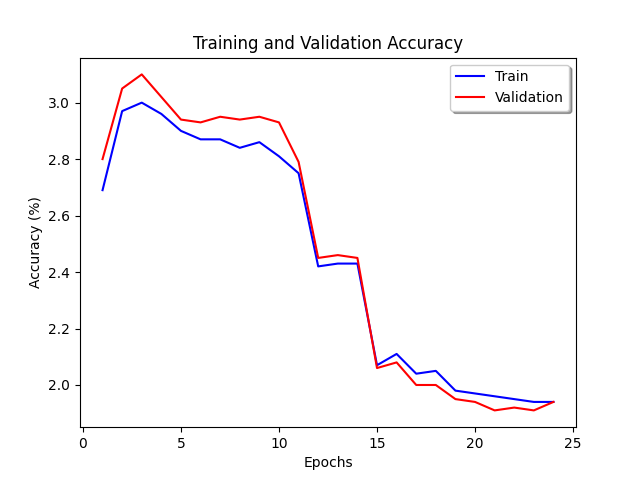 Training and Validation Accuracy
Train
Validation
Accuracy (%)
3.0
2.8
2.6
2.4
2.2
2.0
0 5 10 15 20 25
Epochs